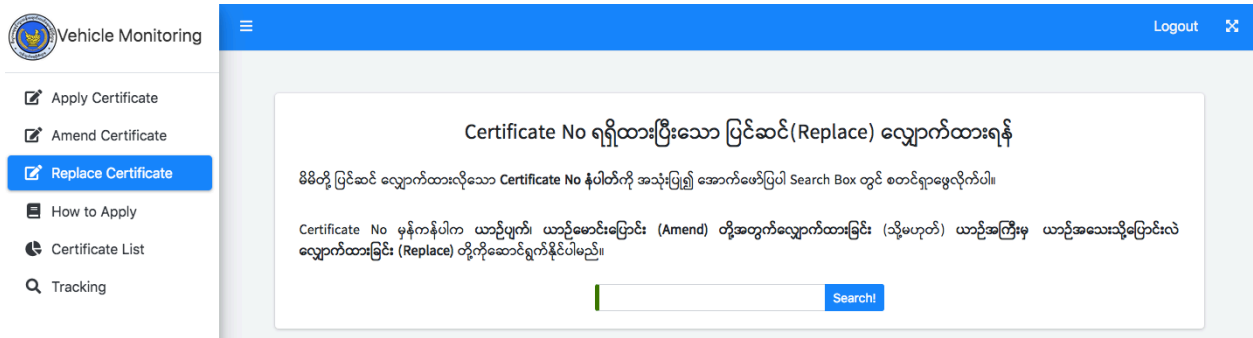 Vehicle Monitoring
Logout
Apply Certificate
Amend Certificate
Replace Certificate
How to Apply
Certificate List
Tracking
Certificate No ရရှိထားပြီးသော ပြင်ဆင်(Replace) လျှောက်ထားရန်
မိမိတို့ ပြင်ဆင် လျှောက်ထားလိုသော Certificate No နံပါတ်ကို အသုံးပြု၍ အောက်ဖော်ပြပါ Search Box တွင် စတင်ရှာဖွေလိုက်ပါ။
Certificate No မှန်ကန်ပါက ယာဉ်ပျက်၊ ယာဉ်မောင်းပြောင်း (Amend) တို့အတွက်လျှောက်ထားခြင်း (သို့မဟုတ်) ယာဉ်အကြီးမှ ယာဉ်အသေးသို့ပြောင်းလဲ
လျှောက်ထားခြင်း (Replace) တို့ကိုဆောင်ရွက်နိုင်ပါမည်။
Search!